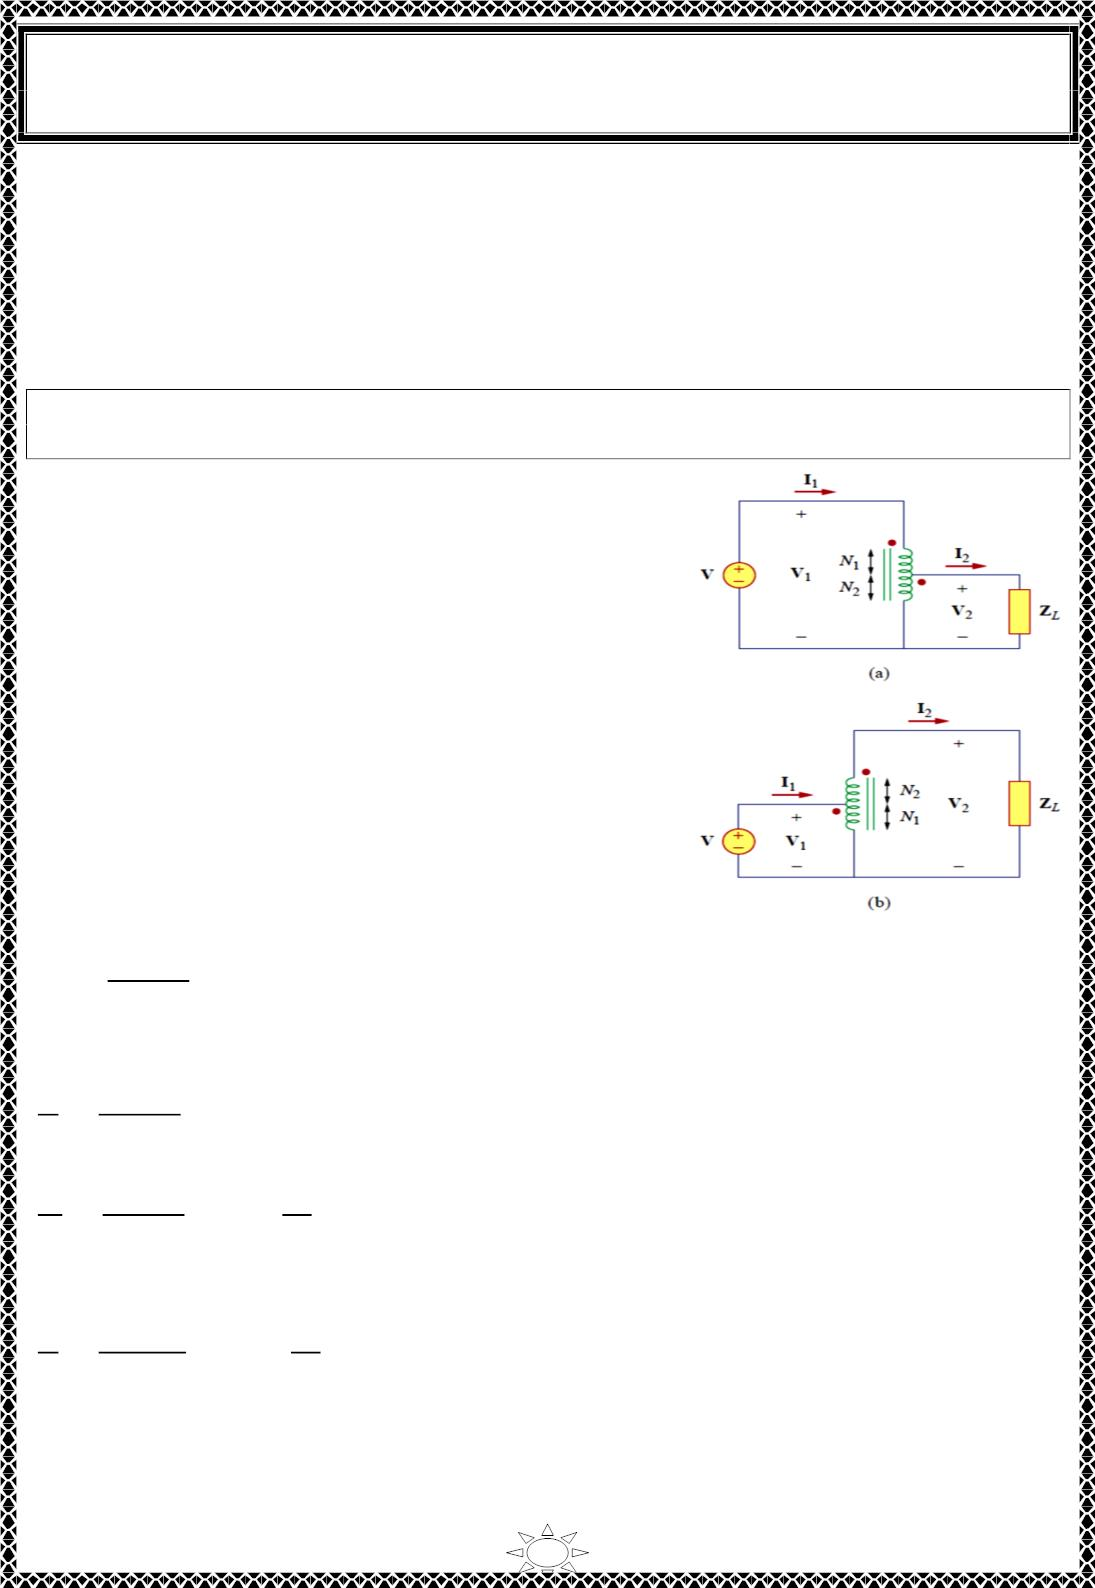 I1
+
V
+
−
V1
N1
N2
I2
+
V2
−
ZL
−
(a)
I2
+
I1
+
V
+
−
V1
−
N2
N1
V2
ZL
−
(b)